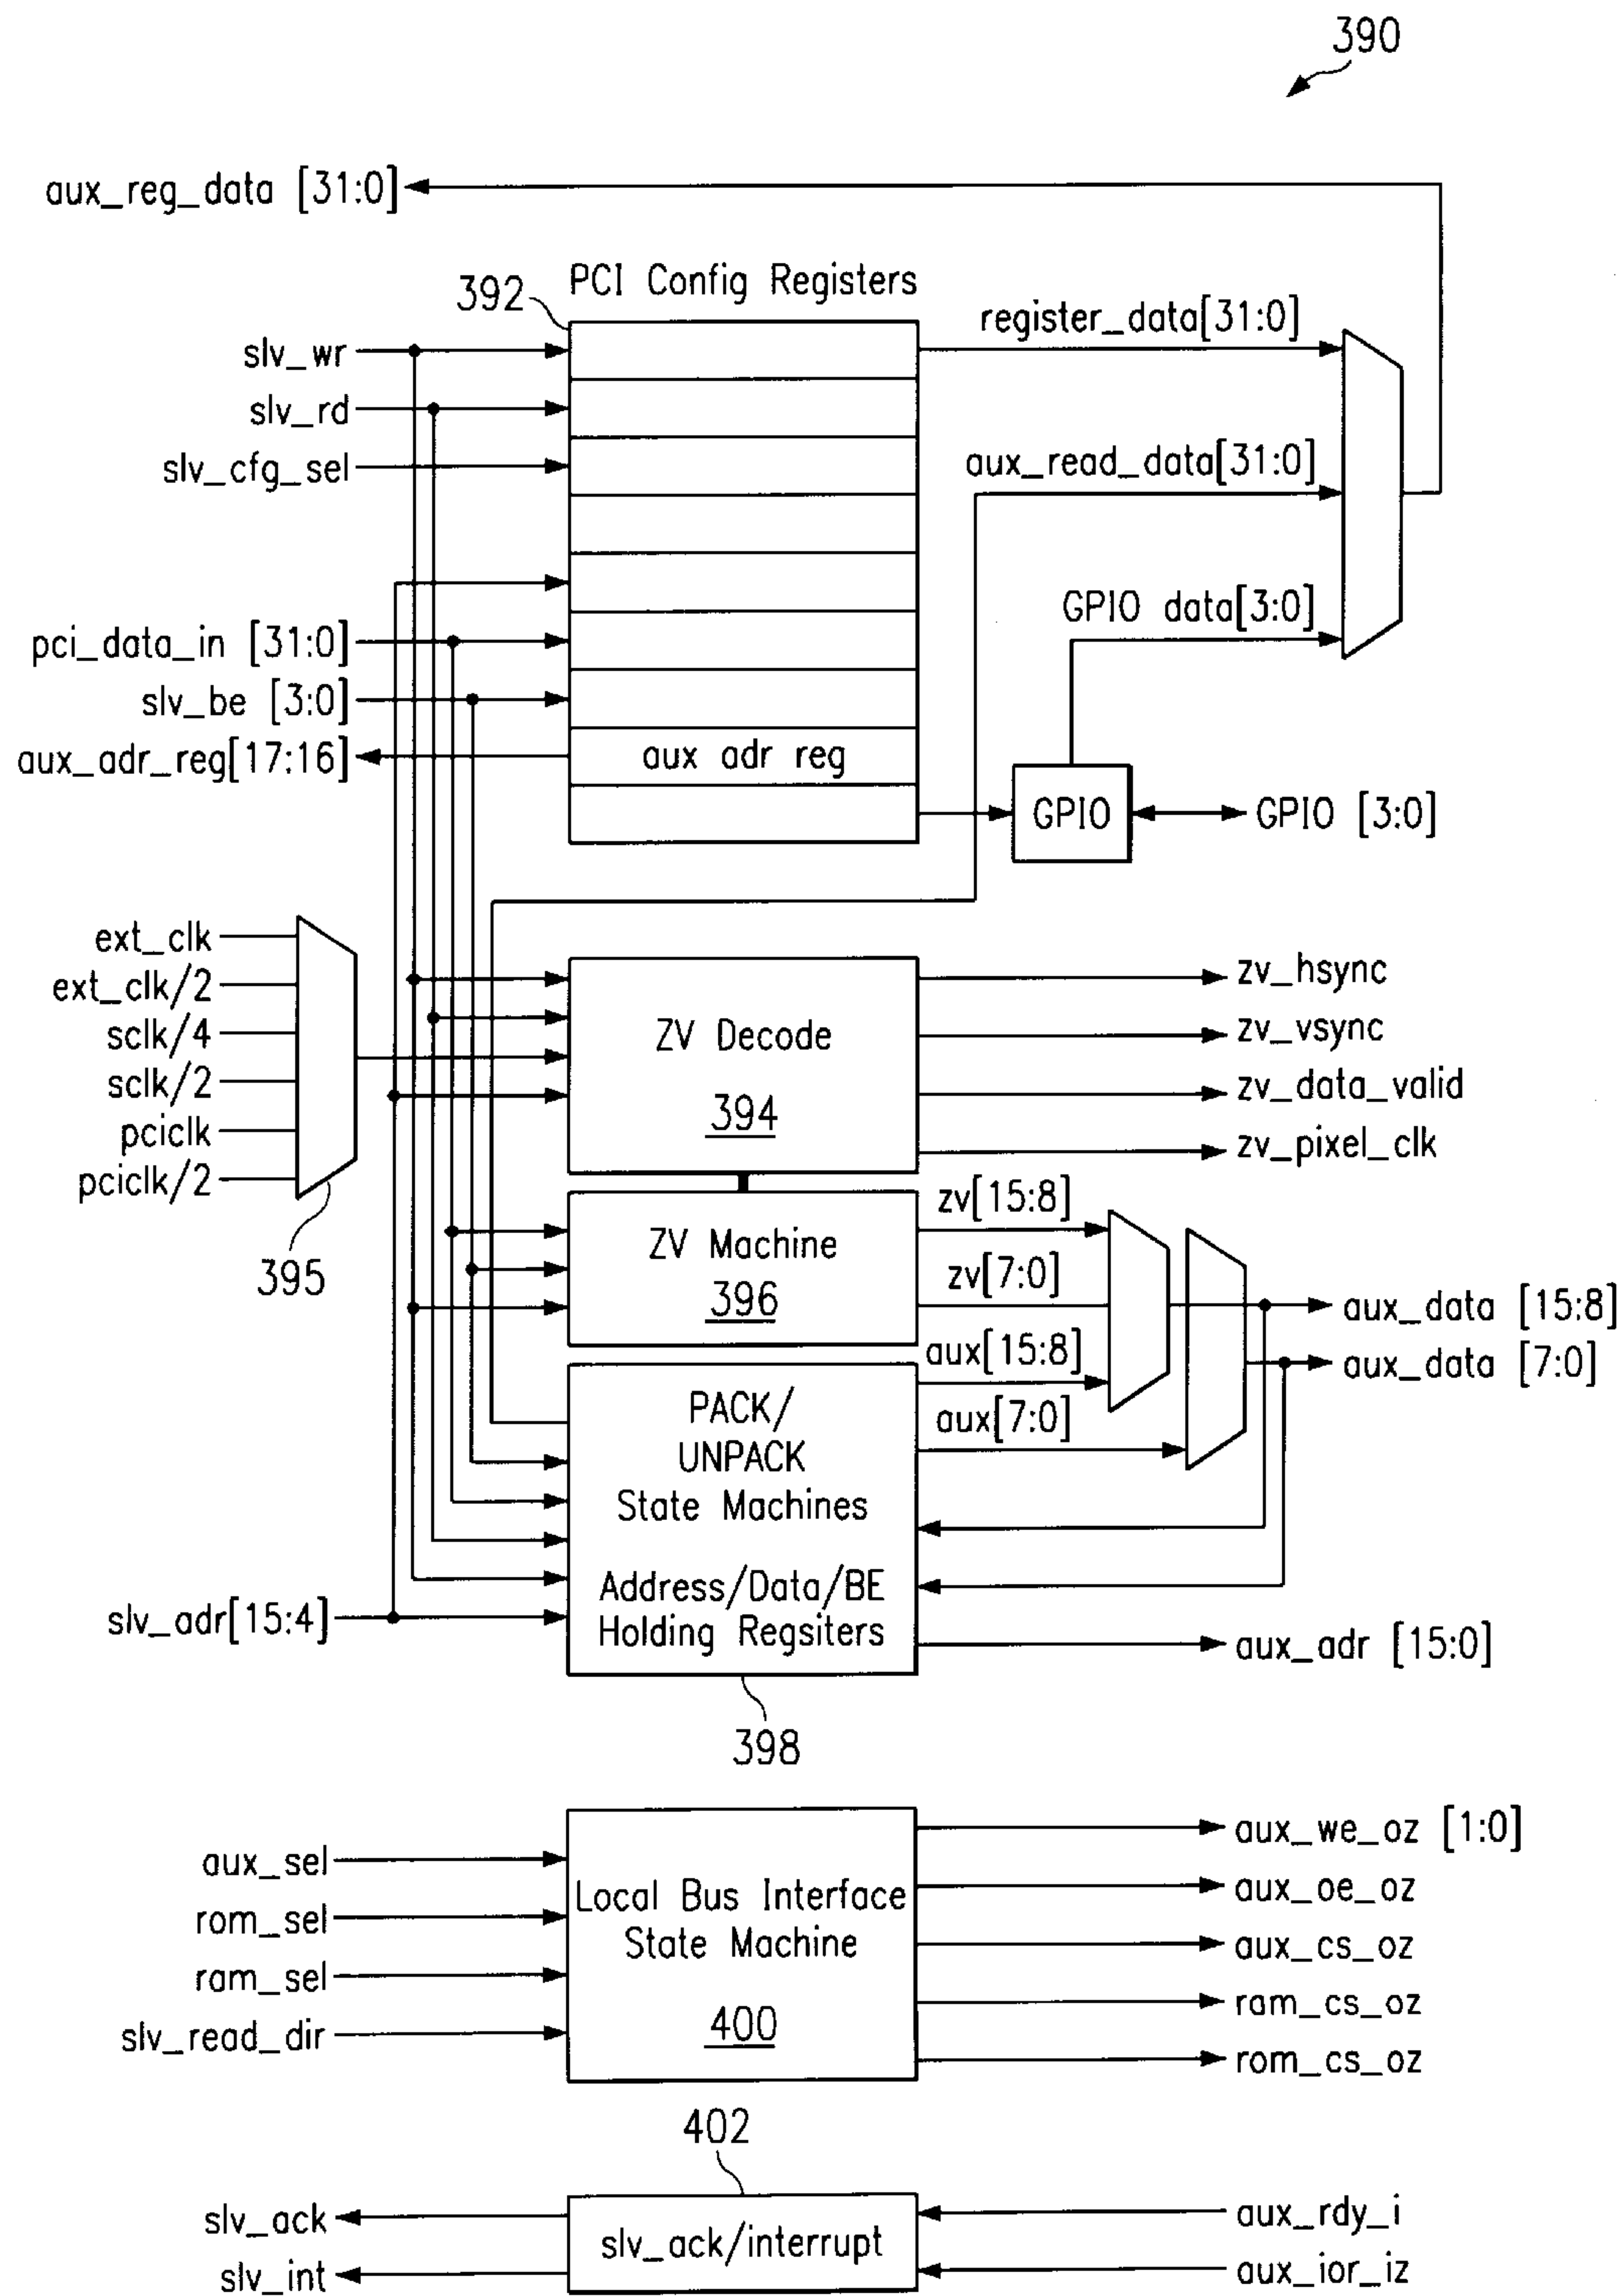 390
aux_reg_data [31:0]
PCI Config Registers
392
register_data[31:0]
slv_wr
slv_rd
slv_cfg_sel
aux_read_data[31:0]
GPIO data[3:0]
pci_data_in [31:0]
slv_be [3:0]
aux_adr_reg[17:16]
aux adr reg
GPIO
GPIO [3:0]
ext_clk
ext_clk/2
sclk/4
sclk/2
pciclk
pciclk/2
395
ZV Decode
394
zv_hsync
zv_vsync
zv_data_valid
zv_pixel_clk
ZV Machine
396
zv[15:8]
zv[7:0]
aux[15:8]
aux[7:0]
aux_data [15:8]
aux_data [7:0]
PACK/
UNPACK
State Machines
Address/Data/BE
Holding Regsiters
slv_adr[15:4]
aux_adr [15:0]
398
aux_sel
rom_sel
ram_sel
slv_read_dir
Local Bus Interface
State Machine
400
aux_we_oz [1:0]
aux_oe_oz
aux_cs_oz
ram_cs_oz
rom_cs_oz
402
slv_ack
slv_int
slv_ack/interrupt
aux_rdy_i
aux_ior_iz